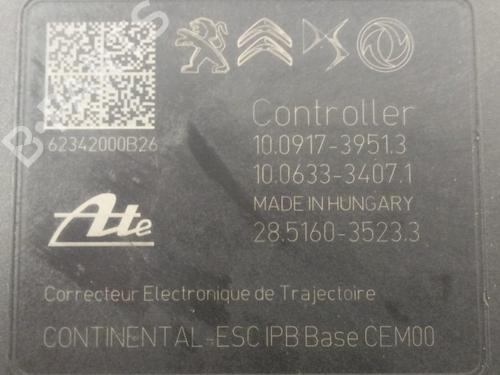 62342000B26
Controller
10.0917-3951.3
10.0633-3407.1
MADE IN HUNGARY
28.5160-3523.3
Ate
Correcteur Electronique de Trajectoire
CONTINENTAL-ESC IPB Base CEM00